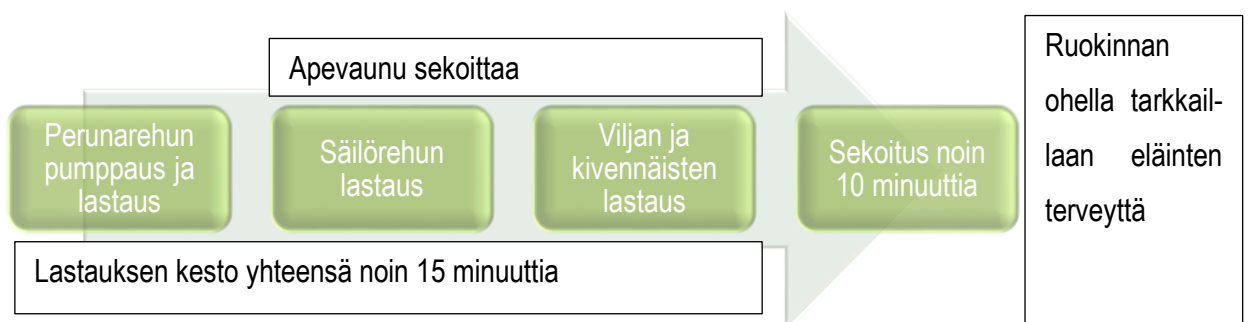 Apevaunu sekoittaa
Perunarehun
pumppaus ja
lastaus
Säilörehun
lastaus
Viljan ja
kivennäisten
lastaus
Sekoitus noin
10 minuuttia
Lastauksen kesto yhteensä noin 15 minuuttia
Ruokinnan
ohella tarkkail-
laan eläinten
terveyttä